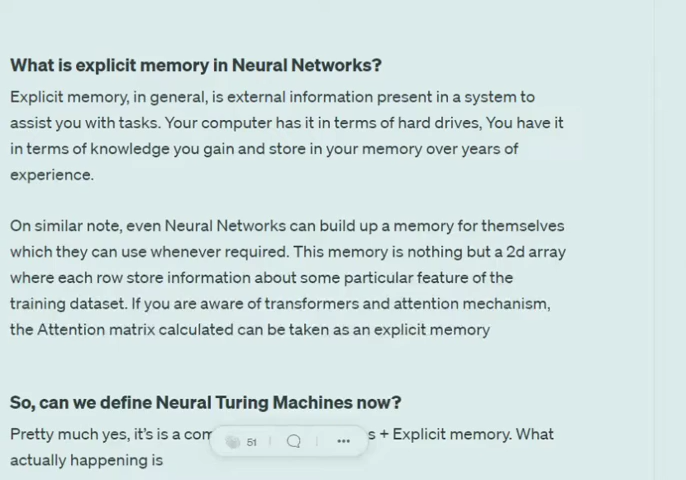 What is explicit memory in Neural Networks?
Explicit memory, in general, is external information present in a system to
assist you with tasks. Your computer has it in terms of hard drives, You have it
in terms of knowledge you gain and store in your memory over years of
experience.
On similar note, even Neural Networks can build up a memory for themselves
which they can use whenever required. This memory is nothing but a 2d array
where each row store information about some particular feature of the
training dataset. If you are aware of transformers and attention mechanism,
the Attention matrix calculated can be taken as an explicit memory
So, can we define Neural Turing Machines now?
Pretty much yes, it's is a com s + Explicit memory. What
51
actually happening is